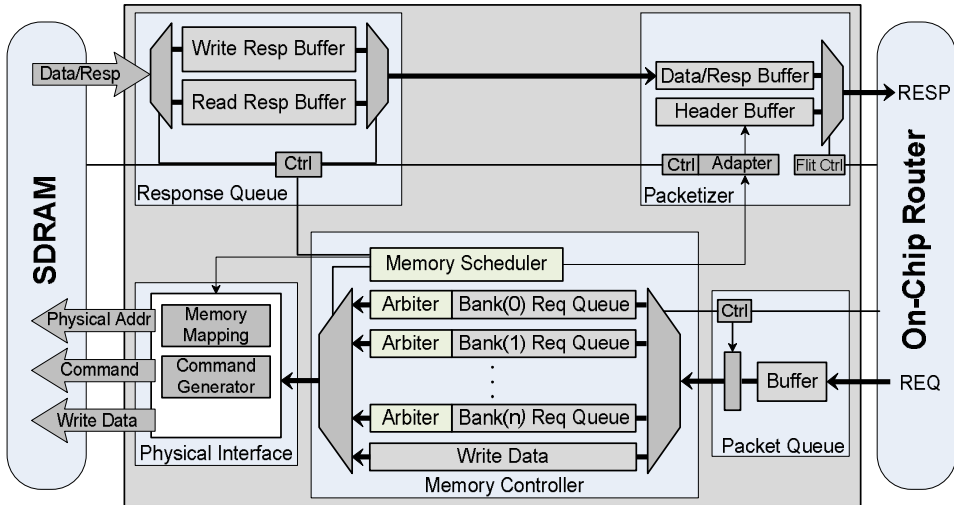 SDRAM
Data/Resp
Write Resp Buffer
Read Resp Buffer
Ctrl
Response Queue
Data/Resp Buffer
Header Buffer
Ctrl
Adapter
Flit Ctrl
Packetizer
RESP
On-Chip Router
Memory Scheduler
Arbiter
Bank(0) Req Queue
Arbiter
Bank(1) Req Queue
Arbiter
Bank(n) Req Queue
Write Data
Memory Controller
Physical Addr
Command
Write Data
Memory
Mapping
Command
Generator
Physical Interface
Ctrl
Buffer
REQ
Packet Queue